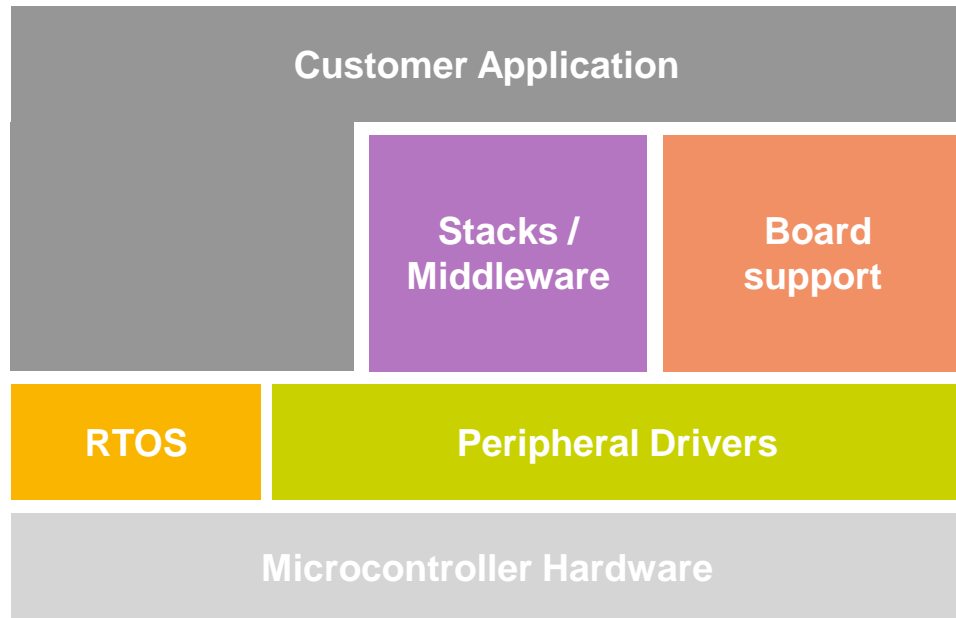 Customer Application
Stacks /
Middleware
Board
support
RTOS
Peripheral Drivers
Microcontroller Hardware